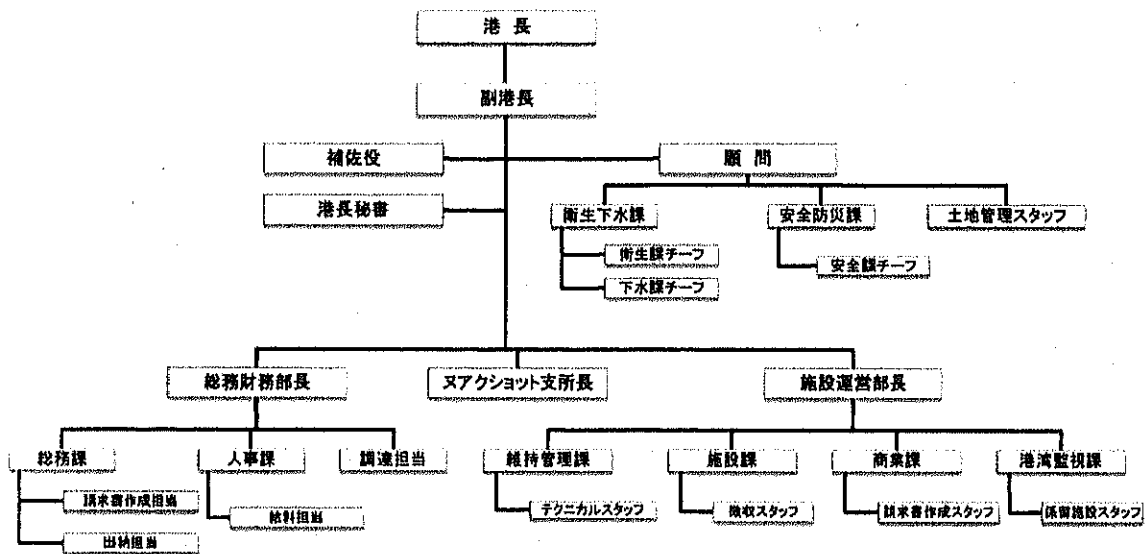 港 長
副港長
補佐役
顧 問
港長秘書
衛生下水課
安全防災課
土地管理スタッフ
衛生課チーフ
安全課チーフ
下水課チーフ
総務財務部長
ヌアクショット支所長
施設運営部長
総務課
人事課
調達担当
維持管理課
施設課
商業課
港湾監視課
請求書作成担当
給料担当
テクニカルスタッフ
徴収スタッフ
請求書作成スタッフ
係留施設スタッフ
出納担当